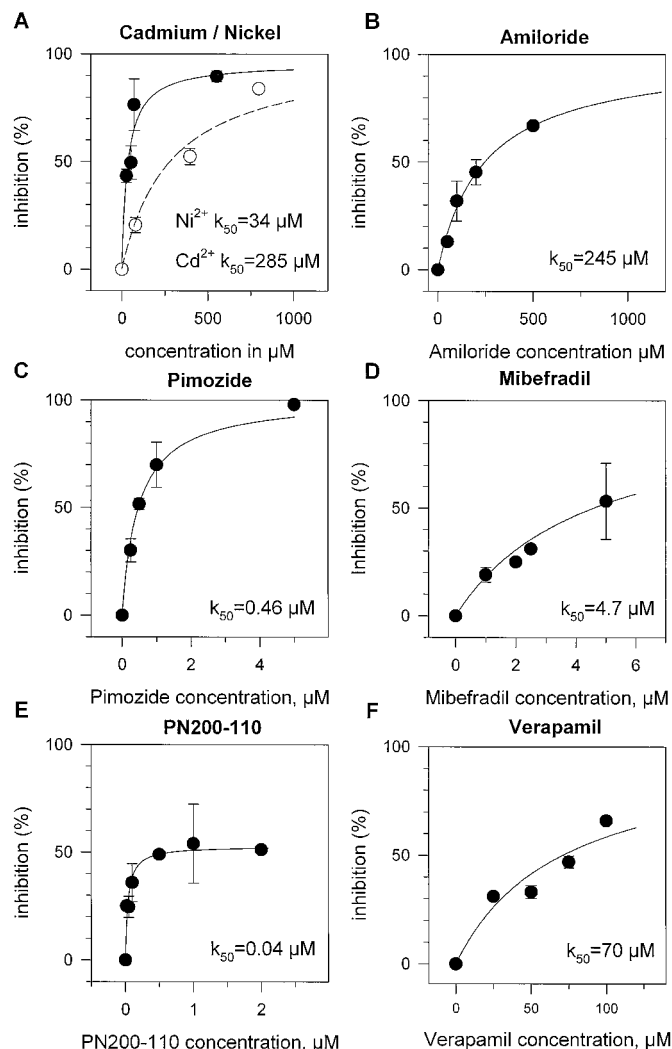 A
Cadmium / Nickel
100
50
0
inhibition (%)
Ni2+ k50=34 µM
Cd2+ k50=285 µM
0 500 1000
concentration in µM
B
Amiloride
100
50
0
inhibition (%)
k50=245 µM
0 500 1000
Amiloride concentration µM
C
Pimozide
100
50
0
inhibition (%)
k50=0.46 µM
0 2 4
Pimozide concentration, µM
D
Mibefradil
100
50
0
Inhibition (%)
k50=4.7 µM
0 2 4 6
Mibefradil concentration, µM
E
PN200-110
100
50
0
inhibition (%)
k50=0.04 µM
0 1 2
PN200-110 concentration, µM
F
Verapamil
100
50
0
inhibition (%)
k50=70 µM
0 50 100
Verapamil concentration, µM